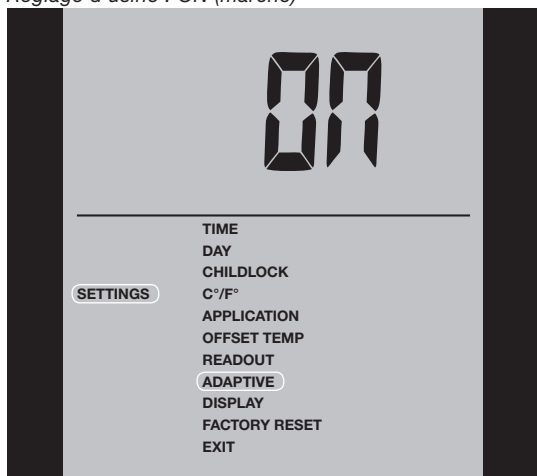 Réglage d'usine : ON (marche)
ON
TIME
DAY
CHILDLOCK
SETTINGS C°/F°
APPLICATION
OFFSET TEMP
READOUT
ADAPTIVE
DISPLAY
FACTORY RESET
EXIT